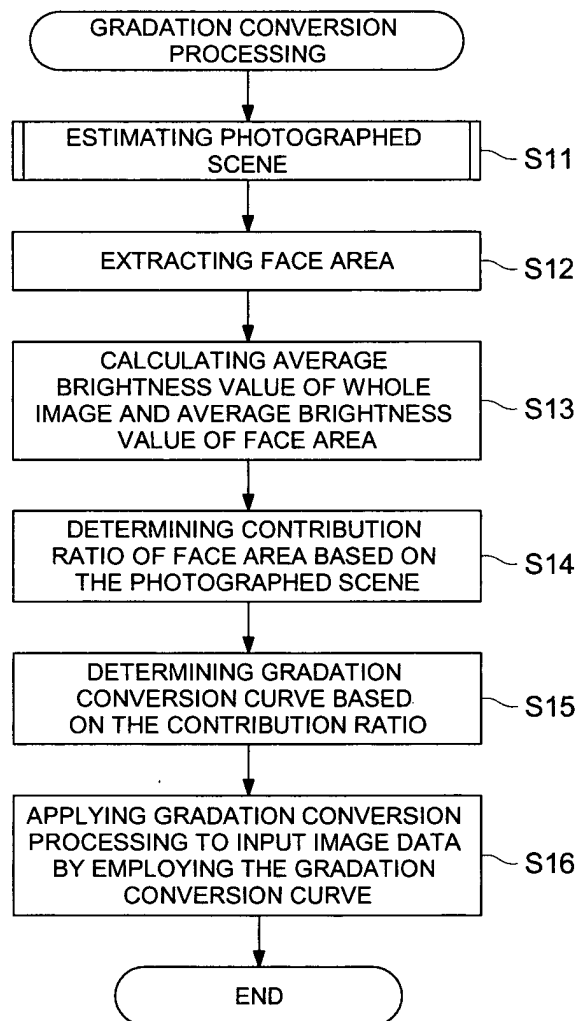 GRADATION CONVERSION
PROCESSING
ESTIMATING PHOTOGRAPHED
SCENE
S11
EXTRACTING FACE AREA
S12
CALCULATING AVERAGE
BRIGHTNESS VALUE OF WHOLE
IMAGE AND AVERAGE BRIGHTNESS
VALUE OF FACE AREA
S13
DETERMINING CONTRIBUTION
RATIO OF FACE AREA BASED ON
THE PHOTOGRAPHED SCENE
S14
DETERMINING GRADATION
CONVERSION CURVE BASED
ON THE CONTRIBUTION RATIO
S15
APPLYING GRADATION CONVERSION
PROCESSING TO INPUT IMAGE DATA
BY EMPLOYING THE GRADATION
CONVERSION CURVE
S16
END